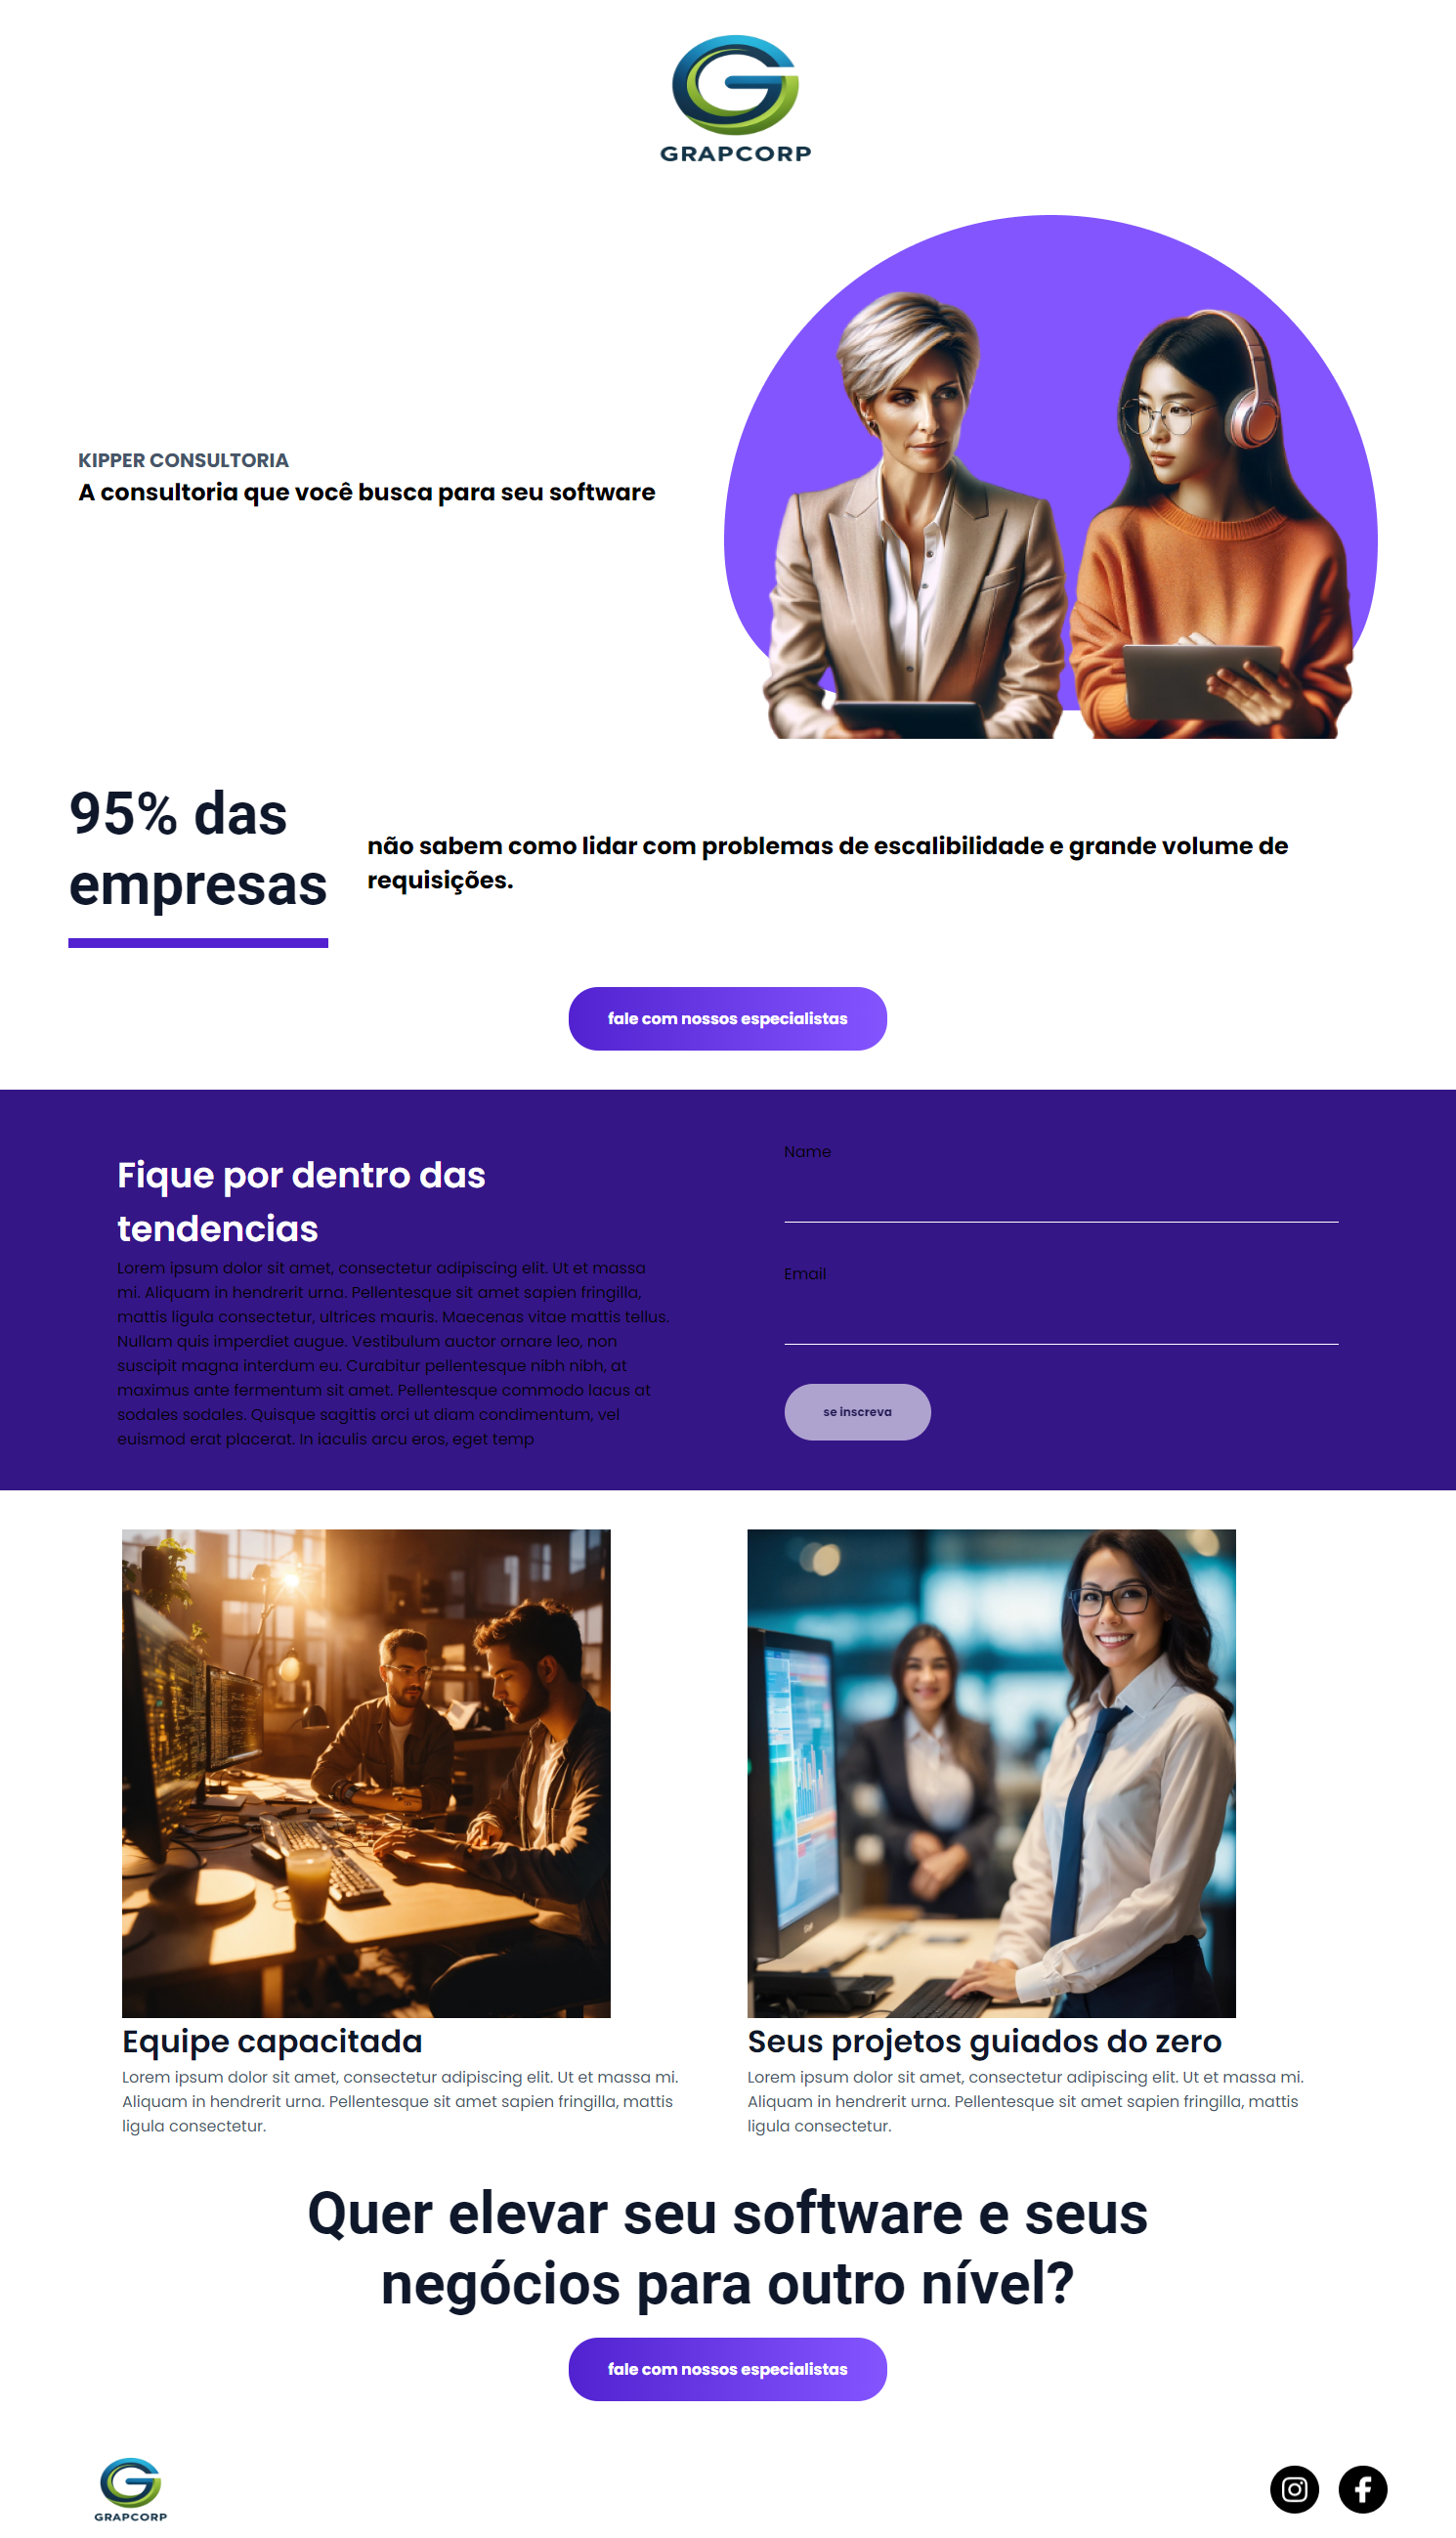 GRAPCORP
KIPPER CONSULTORIA
A consultoria que você busca para seu software
95% das
empresas
não sabem como lidar com problemas de escalibilidade e grande volume de
requisições.
fale com nossos especialistas
Fique por dentro das
tendencias
Lorem ipsum dolor sit amet, consectetur adipiscing elit. Ut et massa
mi. Aliquam in hendrerit urna. Pellentesque sit amet sapien fringilla,
mattis ligula consectetur, ultrices mauris. Maecenas vitae mattis tellus.
Nullam quis imperdiet augue. Vestibulum auctor ornare leo, non
suscipit magna interdum eu. Curabitur pellentesque nibh nibh, at
maximus ante fermentum sit amet. Pellentesque commodo lacus at
sodales sodales. Quisque sagittis orci ut diam condimentum, vel
euismod erat placerat. In iaculis arcu eros, eget temp
Name
Email
se inscreva
Equipe capacitada
Lorem ipsum dolor sit amet, consectetur adipiscing elit. Ut et massa mi.
Aliquam in hendrerit urna. Pellentesque sit amet sapien fringilla, mattis
ligula consectetur.
Seus projetos guiados do zero
Lorem ipsum dolor sit amet, consectetur adipiscing elit. Ut et massa mi.
Aliquam in hendrerit urna. Pellentesque sit amet sapien fringilla, mattis
ligula consectetur.
Quer elevar seu software e seus
negócios para outro nível?
fale com nossos especialistas
GRAPCORP